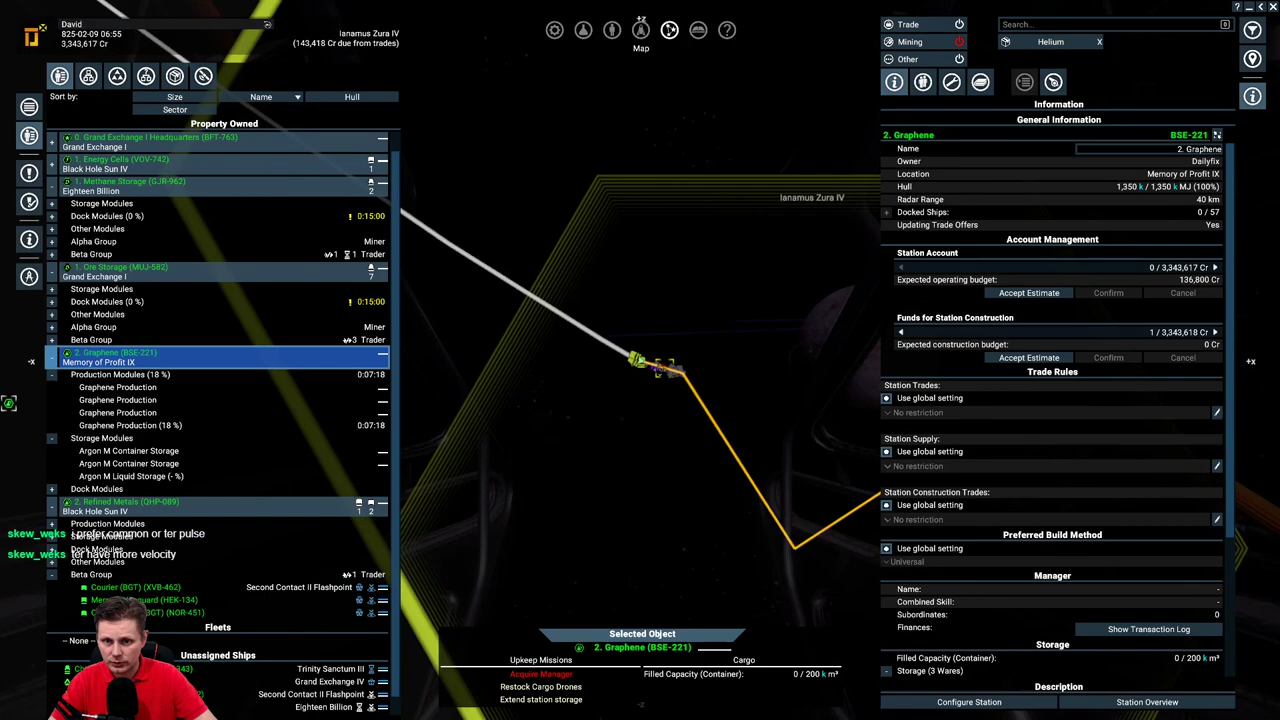 David
825-02-09 06:55
3,343,617 Cr
Ianamus Zura IV
(143,418 Cr due from trades)
+Z
Map
Sort by:
Size
Name
Hull
Sector
Property Owned
0. Grand Exchange I Headquarters (BFT-763)
Grand Exchange I
1. Energy Cells (VOV-742)
Black Hole Sun IV
1
1. Methane Storage (GJR-962)
Eighteen Billion
2
Storage Modules
Dock Modules (0 %)
! 0:15:00
Other Modules
Alpha Group
Miner
Beta Group
1 1 Trader
1. Ore Storage (MUJ-582)
Grand Exchange I
7
Storage Modules
Dock Modules (0 %)
! 0:15:00
Other Modules
Alpha Group
Miner
Beta Group
3 Trader
2. Graphene (BSE-221)
Memory of Profit IX
Production Modules (18 %)
0:07:18
Graphene Production
Graphene Production
Graphene Production
Graphene Production (18 %)
0:07:18
Storage Modules
Argon M Container Storage
Argon M Container Storage
Argon M Liquid Storage (- %)
Dock Modules
2. Refined Metals (QHP-089)
Black Hole Sun IV
1 2
Production Modules
skew_weks i prefer common or ter pulse
skew_weks ter have more velocity
Other Modules
Beta Group
1 Trader
Courier (BGT) (XVB-462)
Second Contact II Flashpoint
(HEK-134)
(NOR-451)
Fleets
-- None --
Unassigned Ships
Trinity Sanctum III
Grand Exchange IV
Second Contact II Flashpoint
Eighteen Billion
-x
+x
Ianamus Zura IV
Selected Object
2. Graphene (BSE-221)
Upkeep Missions
Cargo
Acquire Manager
Filled Capacity (Container):
0 / 200 k m³
Restock Cargo Drones
Extend station storage
-z
Trade
Mining
Other
Search...
0
Helium
X
Information
General Information
2. Graphene
BSE-221
Name
2. Graphene
Owner
Dailyfix
Location
Memory of Profit IX
Hull
1,350 k / 1,350 k MJ (100%)
Radar Range
40 km
Docked Ships:
0 / 57
Updating Trade Offers
Yes
Account Management
Station Account
0 / 3,343,617 Cr
Expected operating budget:
136,800 Cr
Accept Estimate
Confirm
Cancel
Funds for Station Construction
1 / 3,343,618 Cr
Expected construction budget:
0 Cr
Accept Estimate
Confirm
Cancel
Trade Rules
Station Trades:
Use global setting
No restriction
Station Supply:
Use global setting
No restriction
Station Construction Trades:
Use global setting
No restriction
Preferred Build Method
Use global setting
Universal
Manager
Name:
-
Combined Skill:
-
Subordinates:
0
Finances:
Show Transaction Log
Storage
Filled Capacity (Container):
0 / 200 k m³
Storage (3 Wares)
Description
Configure Station
Station Overview